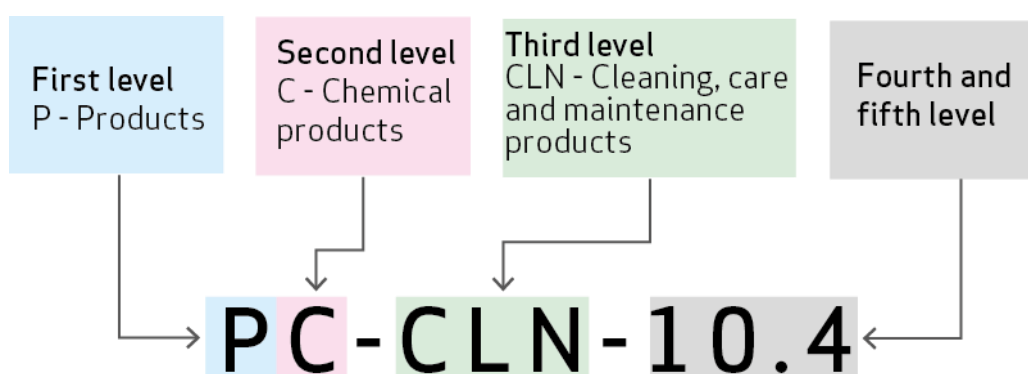 First level
P - Products
Second level
C - Chemical
products
Third level
CLN - Cleaning, care
and maintenance
products
Fourth and
fifth level
PC-CLN-10.4